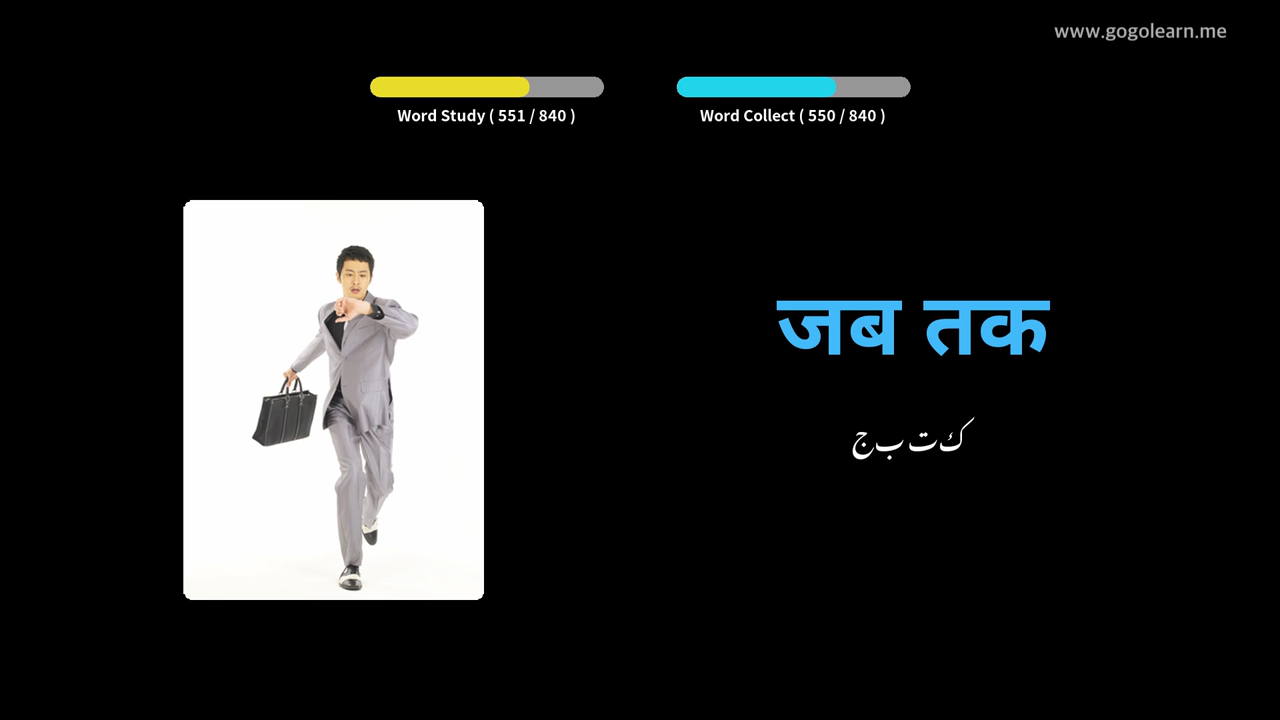 www.gogolearn.me
Word Study ( 551 / 840 )
Word Collect ( 550 / 840 )
जब तक
ك ت ب ج